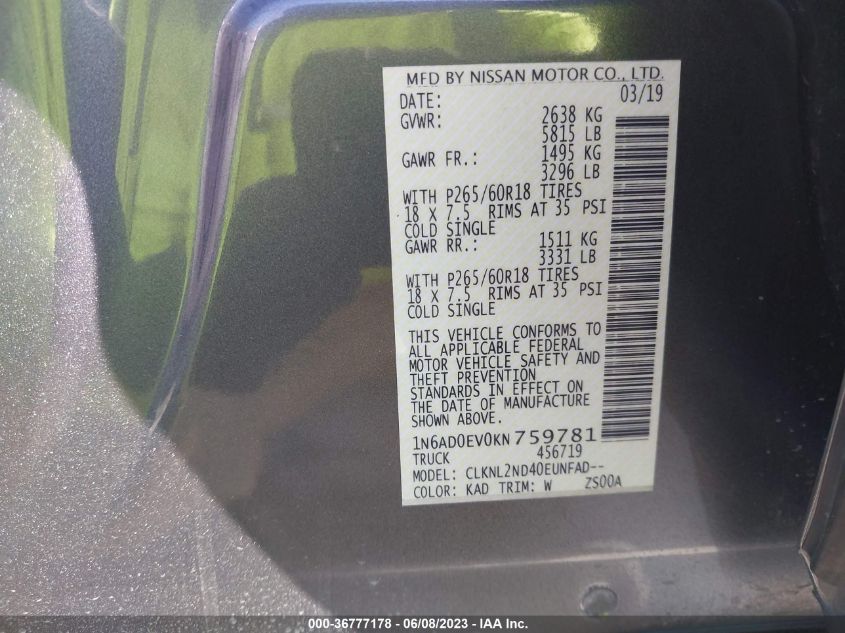 MFD BY NISSAN MOTOR CO., LTD.
DATE: 03/19
GVWR: 2638 KG
5815 LB
GAWR FR.: 1495 KG
3296 LB
WITH P265/60R18 TIRES
18 X 7.5 RIMS AT 35 PSI
COLD SINGLE
GAWR RR.: 1511 KG
3331 LB
WITH P265/60R18 TIRES
18 X 7.5 RIMS AT 35 PSI
COLD SINGLE
THIS VEHICLE CONFORMS TO
ALL APPLICABLE FEDERAL
MOTOR VEHICLE SAFETY AND
THEFT PREVENTION
STANDARDS IN EFFECT ON
THE DATE OF MANUFACTURE
SHOWN ABOVE.
1N6AD0EV0KN759781
TRUCK 456719
MODEL: CLKNL2ND40EUNFAD--
COLOR: KAD TRIM: W ZS00A
000-36777178 - 06/08/2023 - IAA Inc.